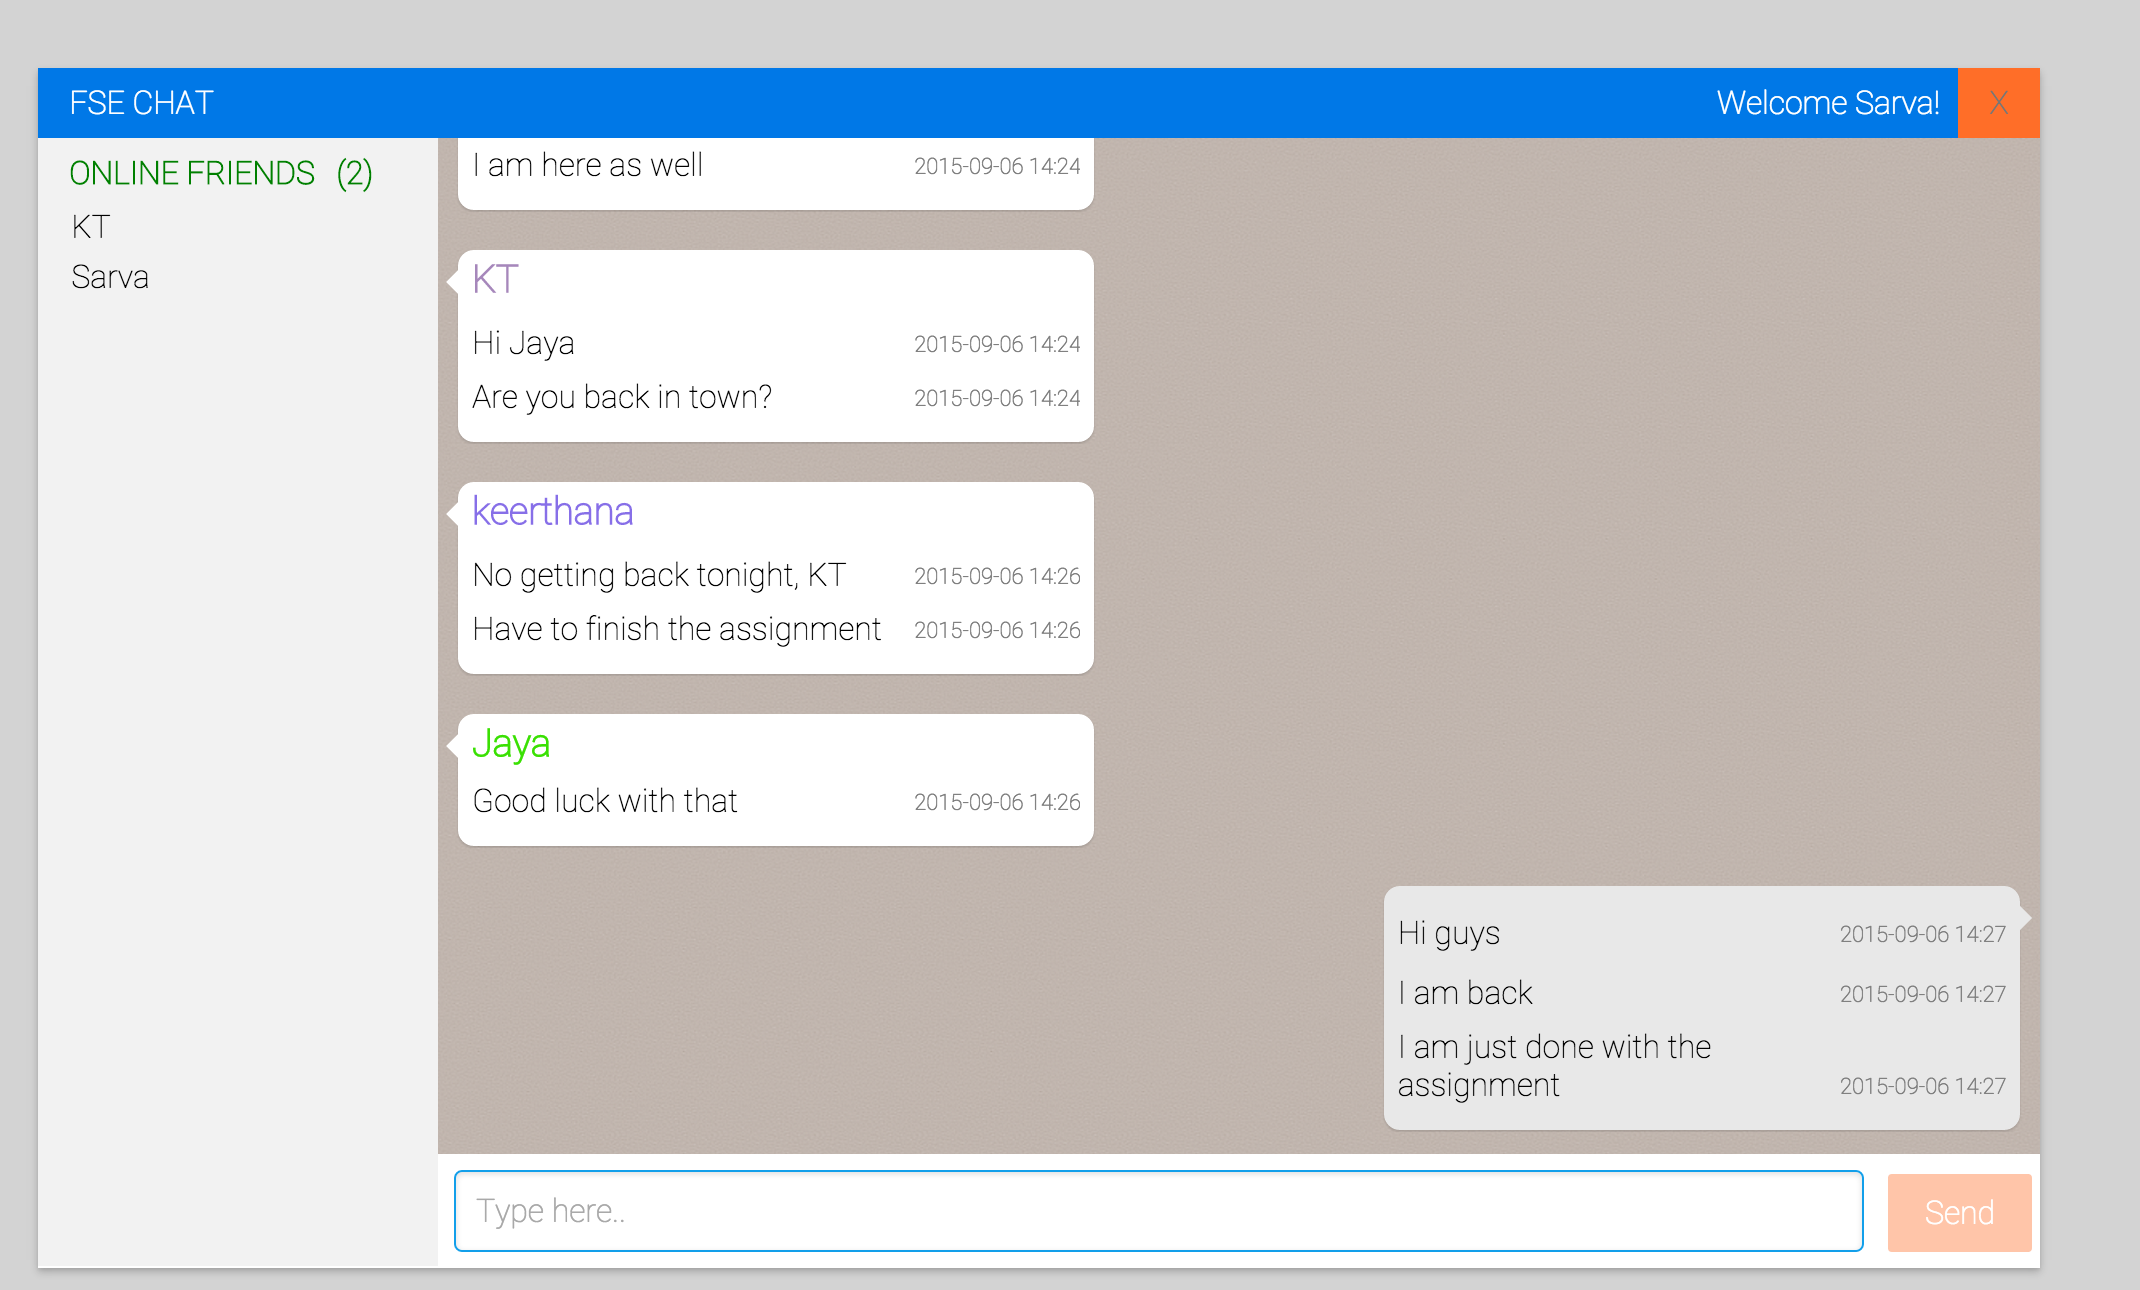 FSE CHAT
Welcome Sarva!
X
ONLINE FRIENDS (2)
KT
Sarva
I am here as well 2015-09-06 14:24
KT
Hi Jaya 2015-09-06 14:24
Are you back in town? 2015-09-06 14:24
keerthana
No getting back tonight, KT 2015-09-06 14:26
Have to finish the assignment 2015-09-06 14:26
Jaya
Good luck with that 2015-09-06 14:26
Hi guys 2015-09-06 14:27
I am back 2015-09-06 14:27
I am just done with the
assignment 2015-09-06 14:27
Type here..
Send